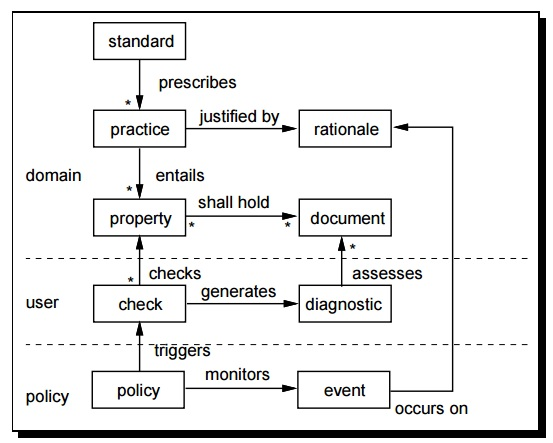 standard
prescribes
*
practice
justified by
rationale
domain
entails
*
shall hold
property
*
*
document
*
checks
*
assesses
user
check
generates
diagnostic
triggers
policy
policy
monitors
event
occurs on